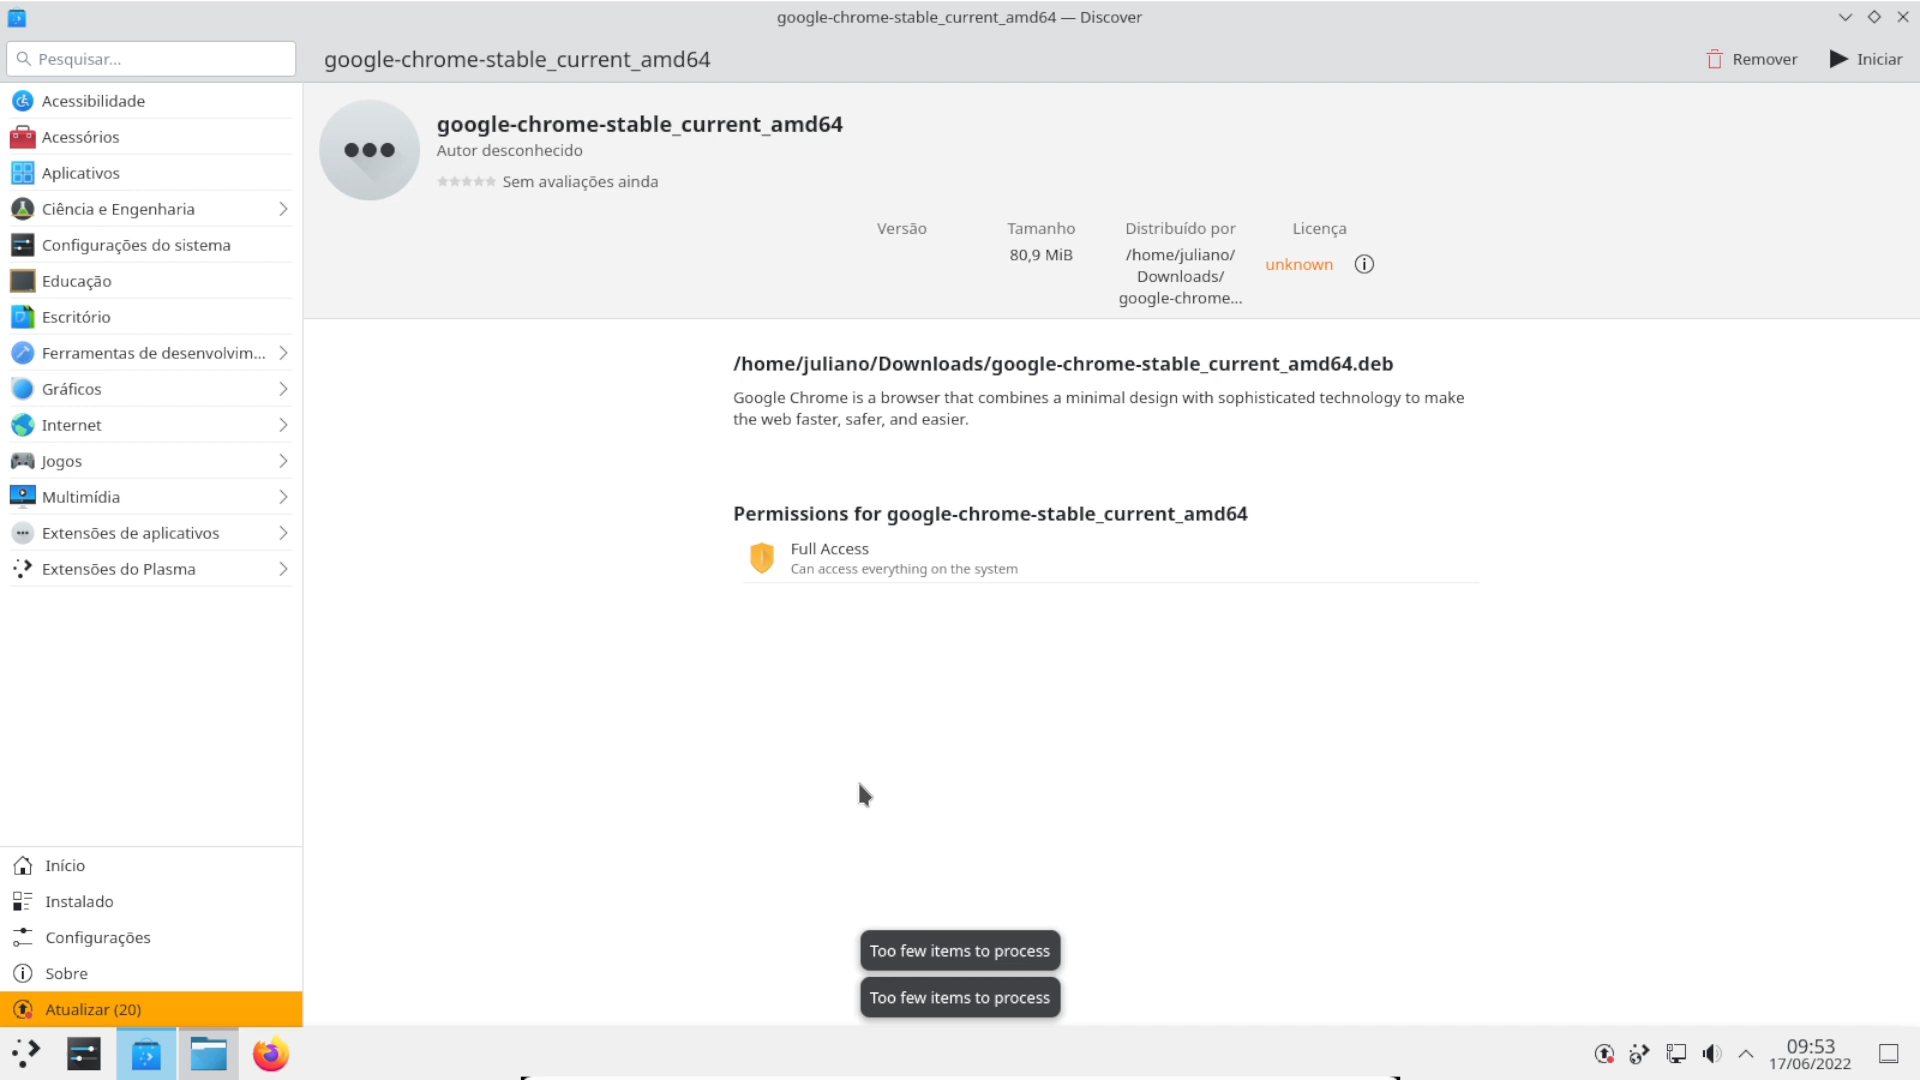 google-chrome-stable_current_amd64 — Discover
Pesquisar...
google-chrome-stable_current_amd64
Remover
Iniciar
Acessibilidade
Acessórios
Aplicativos
Ciência e Engenharia
Configurações do sistema
Educação
Escritório
Ferramentas de desenvolvim...
Gráficos
Internet
Jogos
Multimídia
Extensões de aplicativos
Extensões do Plasma
Início
Instalado
Configurações
Sobre
Atualizar (20)
google-chrome-stable_current_amd64
Autor desconhecido
Sem avaliações ainda
Versão
Tamanho
80,9 MiB
Distribuído por
/home/juliano/
Downloads/
google-chrome...
Licença
unknown
/home/juliano/Downloads/google-chrome-stable_current_amd64.deb
Google Chrome is a browser that combines a minimal design with sophisticated technology to make
the web faster, safer, and easier.
Permissions for google-chrome-stable_current_amd64
Full Access
Can access everything on the system
Too few items to process
Too few items to process
09:53
17/06/2022